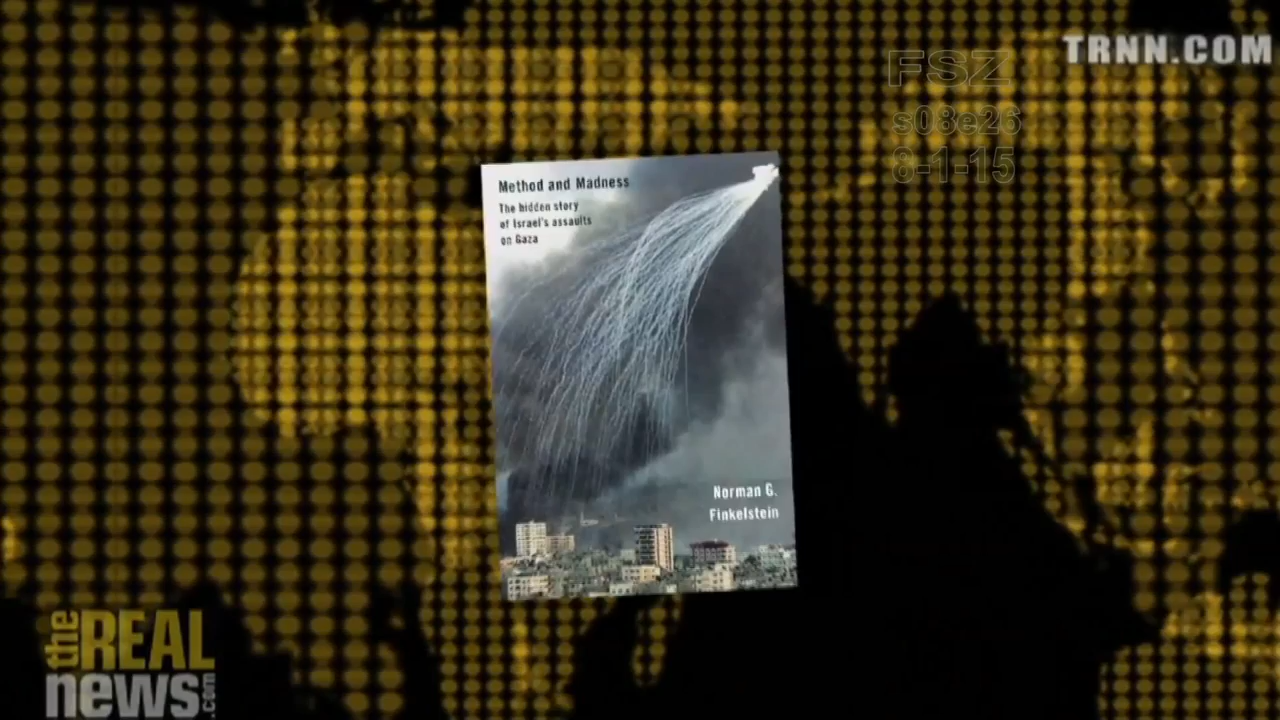 TRNN.COM
FSZ
s08e26
8-1-15
Method and Madness
The hidden story
of Israel's assaults
on Gaza
Norman G.
Finkelstein
the REAL
news.com